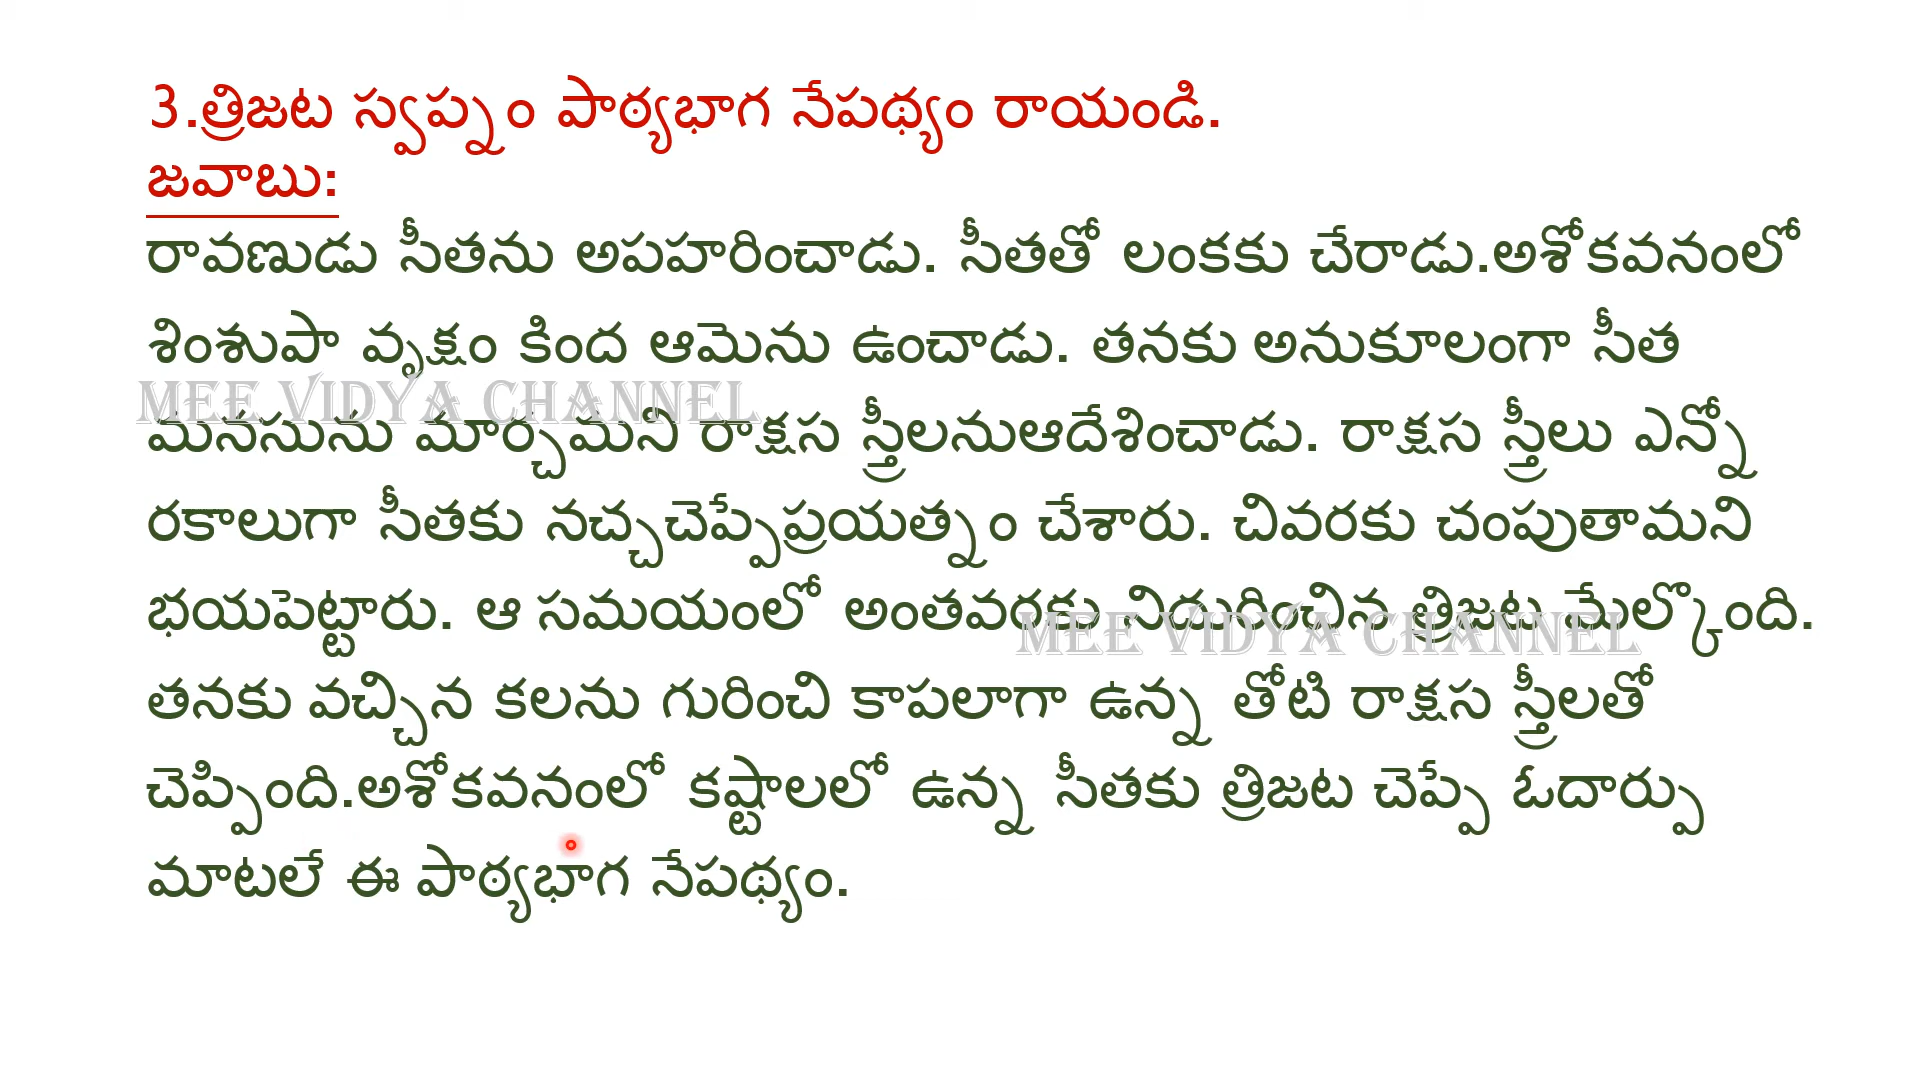 3.త్రిజట స్వప్నం పాఠ్యభాగ నేపథ్యం రాయండి.
జవాబు:
రావణుడు సీతను అపహరించాడు. సీతతో లంకకు చేరాడు.అశోకవనంలో
శింశుపా వృక్షం కింద ఆమెను ఉంచాడు. తనకు అనుకూలంగా సీత
MEE VIDYA CHANNEL
మనసును మార్చమని రాక్షస స్త్రీలనుఆదేశించాడు. రాక్షస స్త్రీలు ఎన్నో
రకాలుగా సీతకు నచ్చచెప్పేప్రయత్నం చేశారు. చివరకు చంపుతామని
భయపెట్టారు. ఆ సమయంలో అంతవరకు నిదురించిన త్రిజట మేల్కొంది.
MEE VIDYA CHANNEL
తనకు వచ్చిన కలను గురించి కాపలాగా ఉన్న తోటి రాక్షస స్త్రీలతో
చెప్పింది.అశోకవనంలో కష్టాలలో ఉన్న సీతకు త్రిజట చెప్పే ఓదార్పు
మాటలే ఈ పాఠ్యభాగ నేపథ్యం.